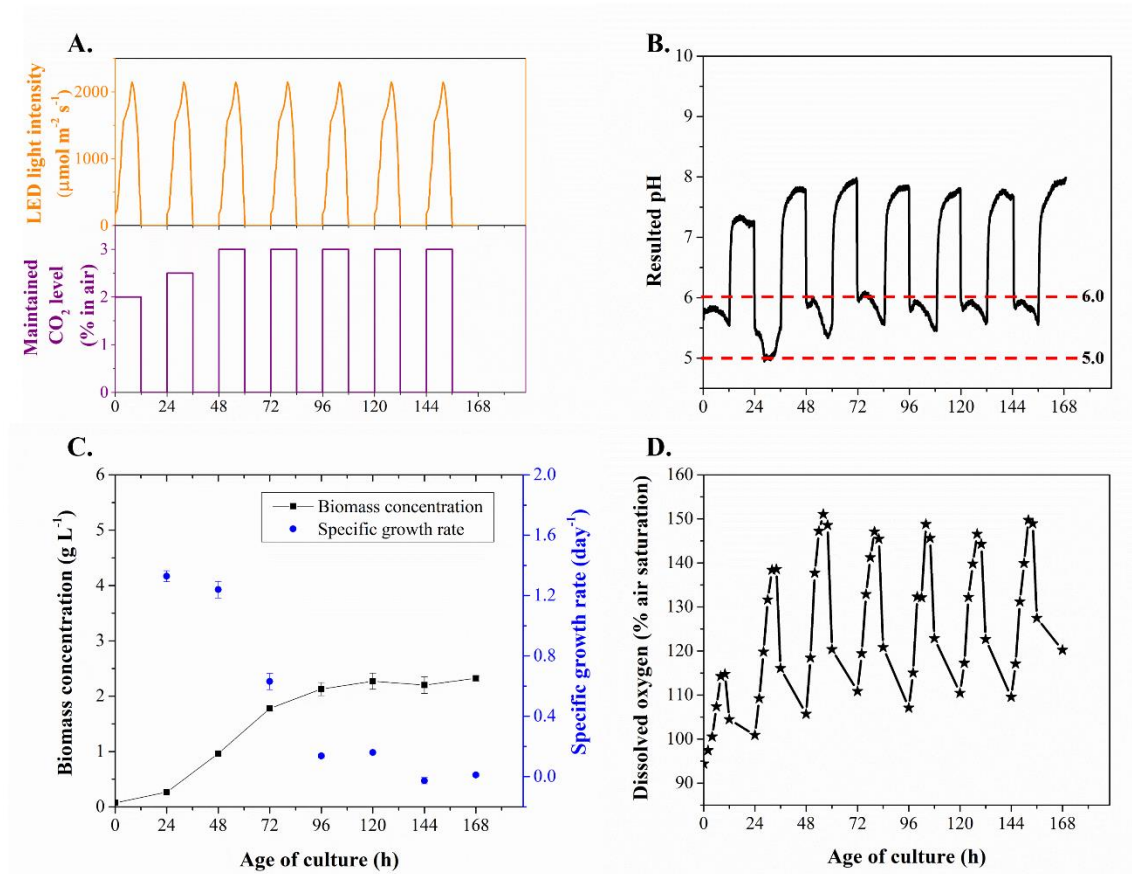 A.
LED light intensity
(μmol m⁻² s⁻¹)
2000
1000
0
Maintained
CO₂ level
(% in air)
3
2
1
0
0 24 48 72 96 120 144 168
B.
Resulted pH
10
9
8
7
6
5
6.0
5.0
0 24 48 72 96 120 144 168
C.
Biomass concentration (g L⁻¹)
6
5
4
3
2
1
0
Biomass concentration
Specific growth rate
2.0
1.6
1.2
0.8
0.4
0.0
Specific growth rate (day⁻¹)
0 24 48 72 96 120 144 168
Age of culture (h)
D.
Dissolved oxygen (% air saturation)
160
150
140
130
120
110
100
90
0 24 48 72 96 120 144 168
Age of culture (h)